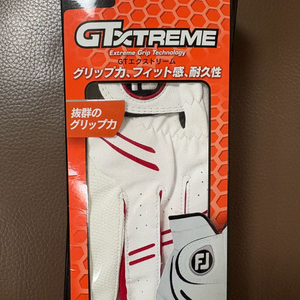 GTXTREME
Extreme Grip Technology
GTエクストリーム
グリップ力、フィット感、耐久性
抜群の
グリップ力
FJ